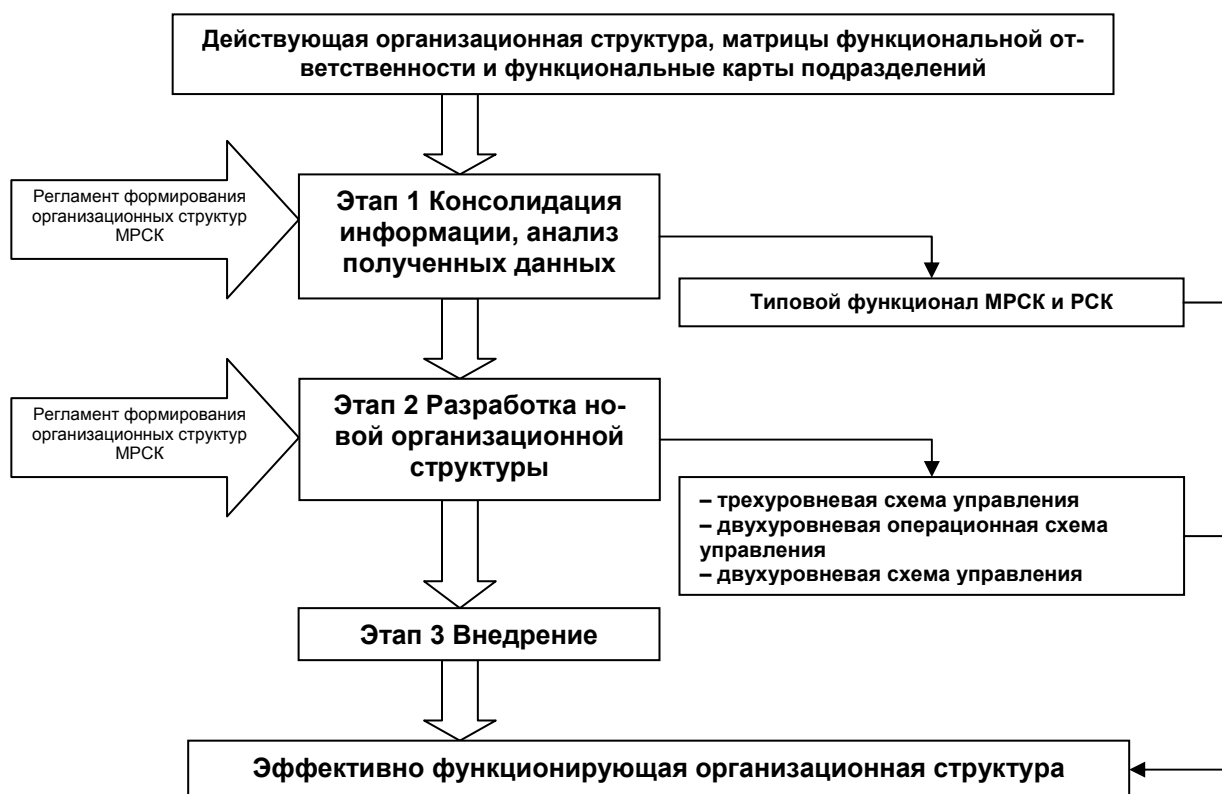 Действующая организационная структура, матрицы функциональной от-
ветственности и функциональные карты подразделений
Регламент формирования
организационных структур
МРСК
Этап 1 Консолидация
информации, анализ
полученных данных
Типовой функционал МРСК и РСК
Регламент формирования
организационных структур
МРСК
Этап 2 Разработка но-
вой организационной
структуры
– трехуровневая схема управления
– двухуровневая операционная схема
управления
– двухуровневая схема управления
Этап 3 Внедрение
Эффективно функционирующая организационная структура